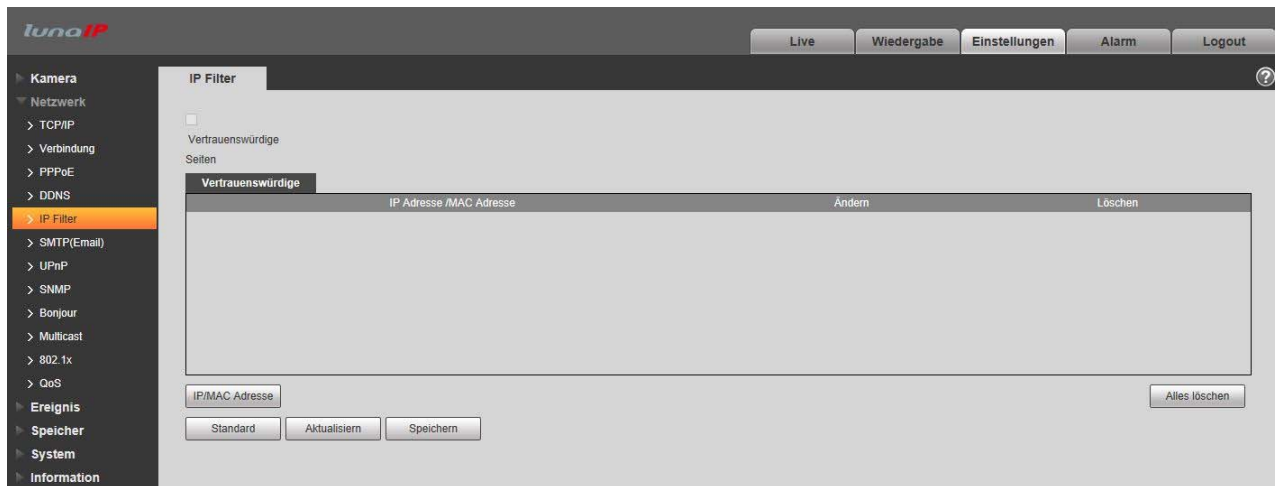 lunaIP
Live
Wiedergabe
Einstellungen
Alarm
Logout
Kamera
Netzwerk
TCP/IP
Verbindung
PPPoE
DDNS
IP Filter
SMTP(Email)
UPnP
SNMP
Bonjour
Multicast
802.1x
QoS
Ereignis
Speicher
System
Information
IP Filter
?
Vertrauenswürdige
Seiten
Vertrauenswürdige
IP Adresse /MAC Adresse
Ändern
Löschen
IP/MAC Adresse
Alles löschen
Standard
Aktualisiern
Speichern